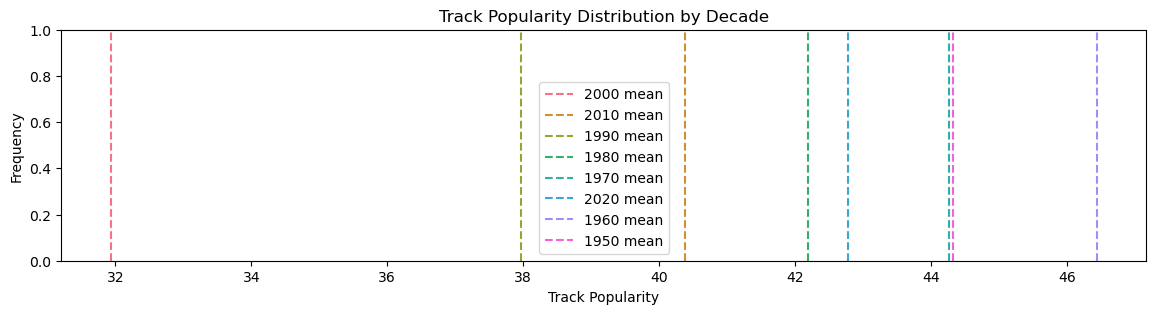 Track Popularity Distribution by Decade
1.0
0.8
0.6
0.4
0.2
0.0
Frequency
2000 mean
2010 mean
1990 mean
1980 mean
1970 mean
2020 mean
1960 mean
1950 mean
32 34 36 38 40 42 44 46
Track Popularity